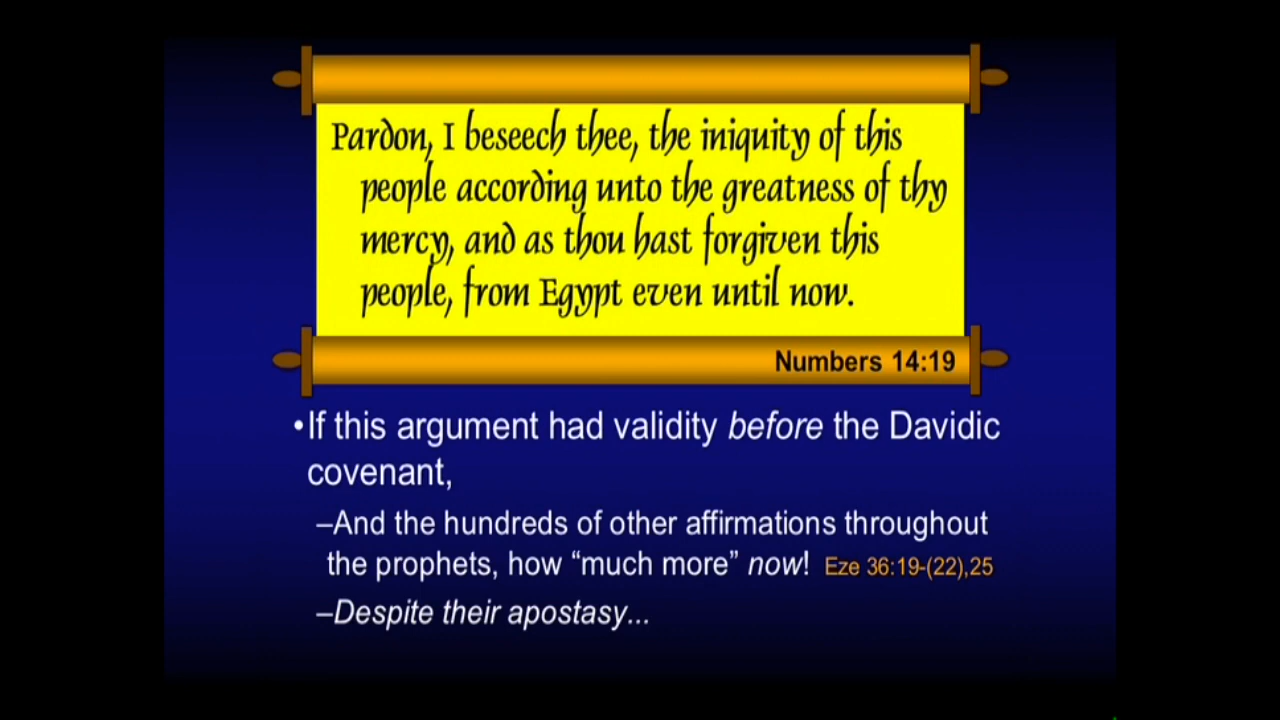 Pardon, I beseech thee, the iniquity of this
people according unto the greatness of thy
mercy, and as thou hast forgiven this
people, from Egypt even until now.
Numbers 14:19
•If this argument had validity before the Davidic
covenant,
–And the hundreds of other affirmations throughout
the prophets, how “much more” now! Eze 36:19-(22),25
–Despite their apostasy...